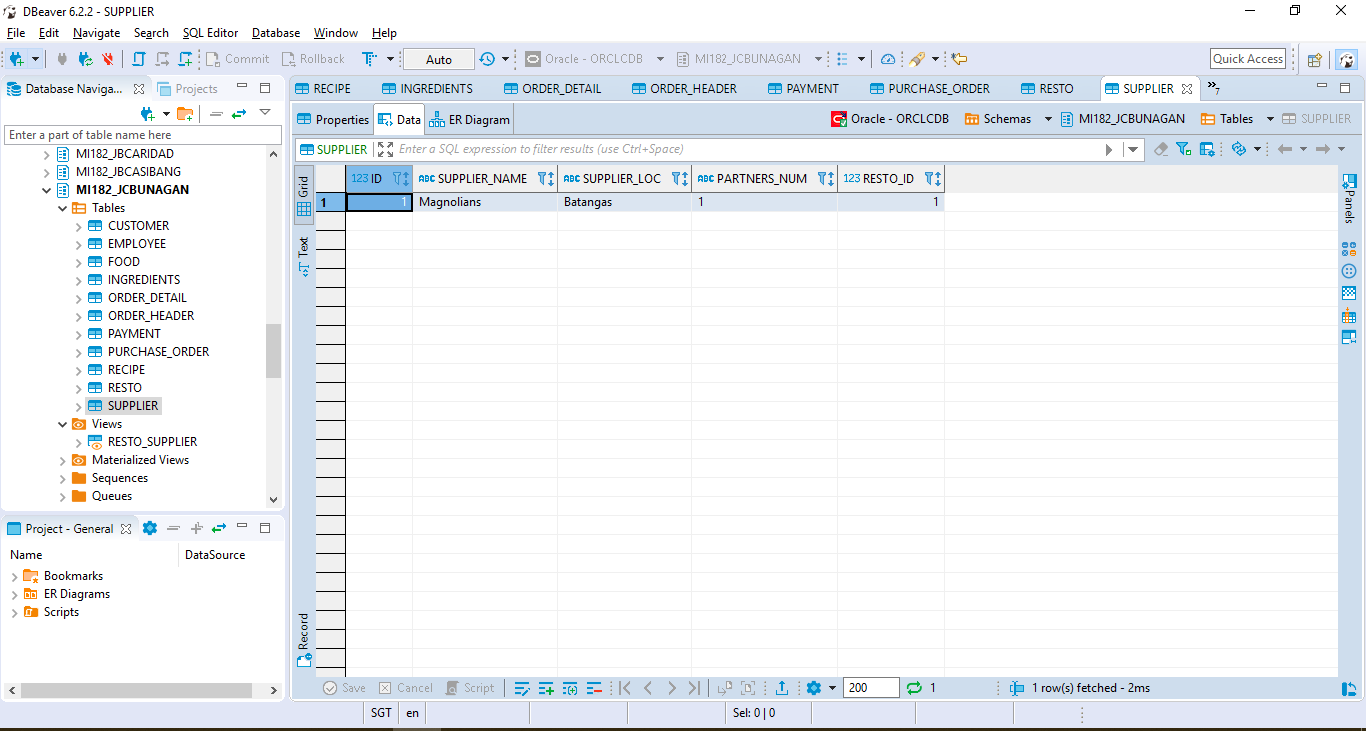 DBeaver 6.2.2 - SUPPLIER
File Edit Navigate Search SQL Editor Database Window Help
Commit Rollback Auto Oracle - ORCLCDB MI182_JCBUNAGAN Quick Access
Database Naviga... Projects
Enter a part of table name here
MI182_JBCARIDAD
MI182_JBCASIBANG
MI182_JCBUNAGAN
Tables
CUSTOMER
EMPLOYEE
FOOD
INGREDIENTS
ORDER_DETAIL
ORDER_HEADER
PAYMENT
PURCHASE_ORDER
RECIPE
RESTO
SUPPLIER
Views
RESTO_SUPPLIER
Materialized Views
Sequences
Queues
Project - General
Name DataSource
Bookmarks
ER Diagrams
Scripts
RECIPE INGREDIENTS ORDER_DETAIL ORDER_HEADER PAYMENT PURCHASE_ORDER RESTO SUPPLIER »7
Properties Data ER Diagram Oracle - ORCLCDB Schemas MI182_JCBUNAGAN Tables SUPPLIER
SUPPLIER Enter a SQL expression to filter results (use Ctrl+Space)
Grid
Text
Record
123 ID ABC SUPPLIER_NAME ABC SUPPLIER_LOC ABC PARTNERS_NUM 123 RESTO_ID
1 1 Magnolians Batangas 1 1
Panels
Save Cancel Script 200 1 1 row(s) fetched - 2ms
SGT en Sel: 0 | 0